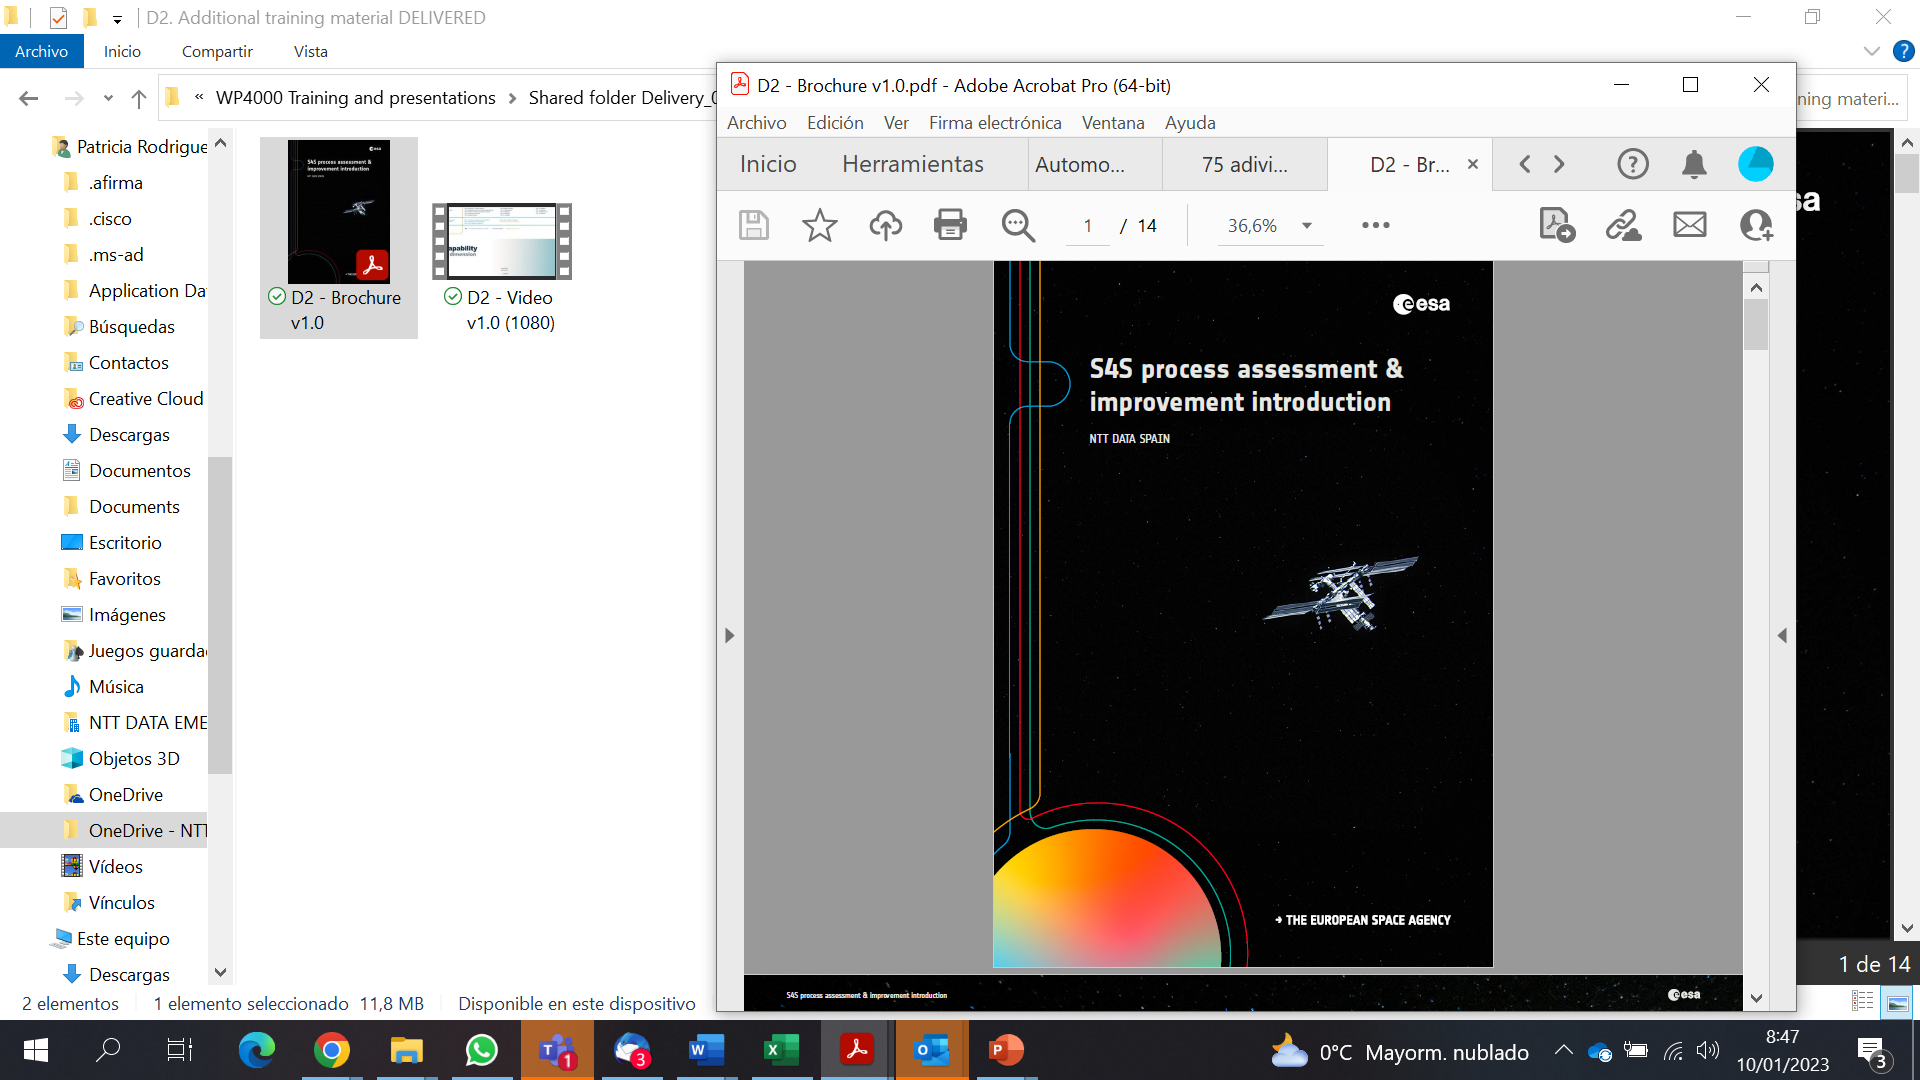 D2. Additional training material DELIVERED
Archivo Inicio Compartir Vista
« WP4000 Training and presentations > Shared folder Delivery_
ning materi...
Patricia Rodrigue
.afirma
.cisco
.ms-ad
Application Da
Búsquedas
Contactos
Creative Cloud
Descargas
Documentos
Documents
Escritorio
Favoritos
Imágenes
Juegos guarda
Música
NTT DATA EME
Objetos 3D
OneDrive
OneDrive - NTT
Vídeos
Vínculos
Este equipo
Descargas
D2 - Brochure
v1.0
D2 - Video
v1.0 (1080)
2 elementos 1 elemento seleccionado 11,8 MB Disponible en este dispositivo
D2 - Brochure v1.0.pdf - Adobe Acrobat Pro (64-bit)
Archivo Edición Ver Firma electrónica Ventana Ayuda
Inicio Herramientas Automo... 75 adivi... D2 - Br... ×
1 / 14 36,6%
esa
S4S process assessment &
improvement introduction
NTT DATA SPAIN
→ THE EUROPEAN SPACE AGENCY
S4S process assessment & improvement introduction
esa
sa
1 de 14
0°C Mayorm. nublado
8:47
10/01/2023
1
3
3